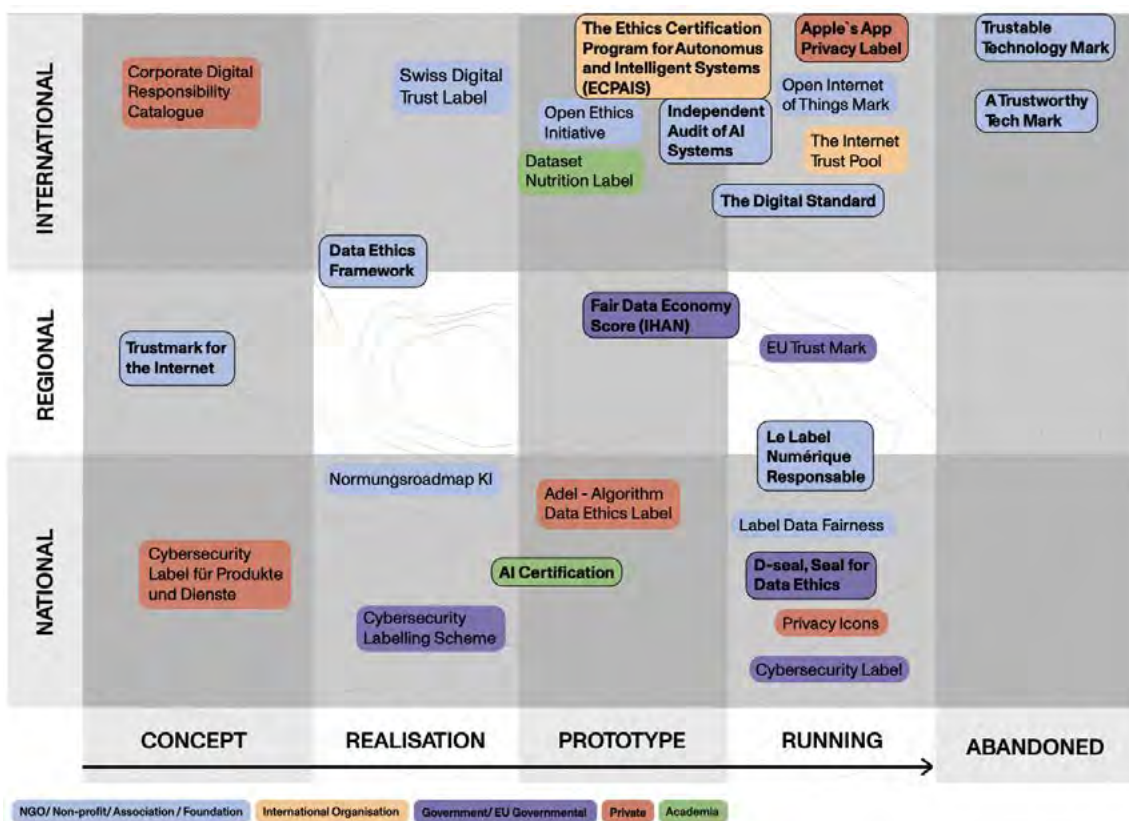 INTERNATIONAL
Corporate Digital
Responsibility
Catalogue
Swiss Digital
Trust Label
The Ethics Certification
Program for Autonomus
and Intelligent Systems
(ECPAIS)
Open Ethics
Initiative
Independent
Audit of AI
Systems
Dataset
Nutrition Label
Apple`s App
Privacy Label
Open Internet
of Things Mark
The Internet
Trust Pool
The Digital Standard
Trustable
Technology Mark
A Trustworthy
Tech Mark
Data Ethics
Framework
REGIONAL
Trustmark for
the Internet
Fair Data Economy
Score (IHAN)
EU Trust Mark
Le Label
Numérique
Responsable
NATIONAL
Cybersecurity
Label für Produkte
und Dienste
Normungsroadmap KI
AI Certification
Cybersecurity
Labelling Scheme
Adel - Algorithm
Data Ethics Label
Label Data Fairness
D-seal, Seal for
Data Ethics
Privacy Icons
Cybersecurity Label
CONCEPT
REALISATION
PROTOTYPE
RUNNING
ABANDONED
NGO/ Non-profit/ Association / Foundation
International Organisation
Government/ EU Governmental
Private
Academia